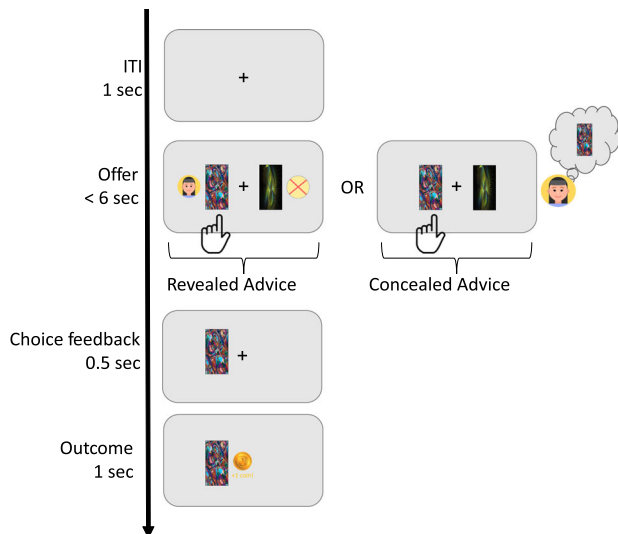 ITI
1 sec
Offer
< 6 sec
OR
Revealed Advice
Concealed Advice
Choice feedback
0.5 sec
Outcome
1 sec